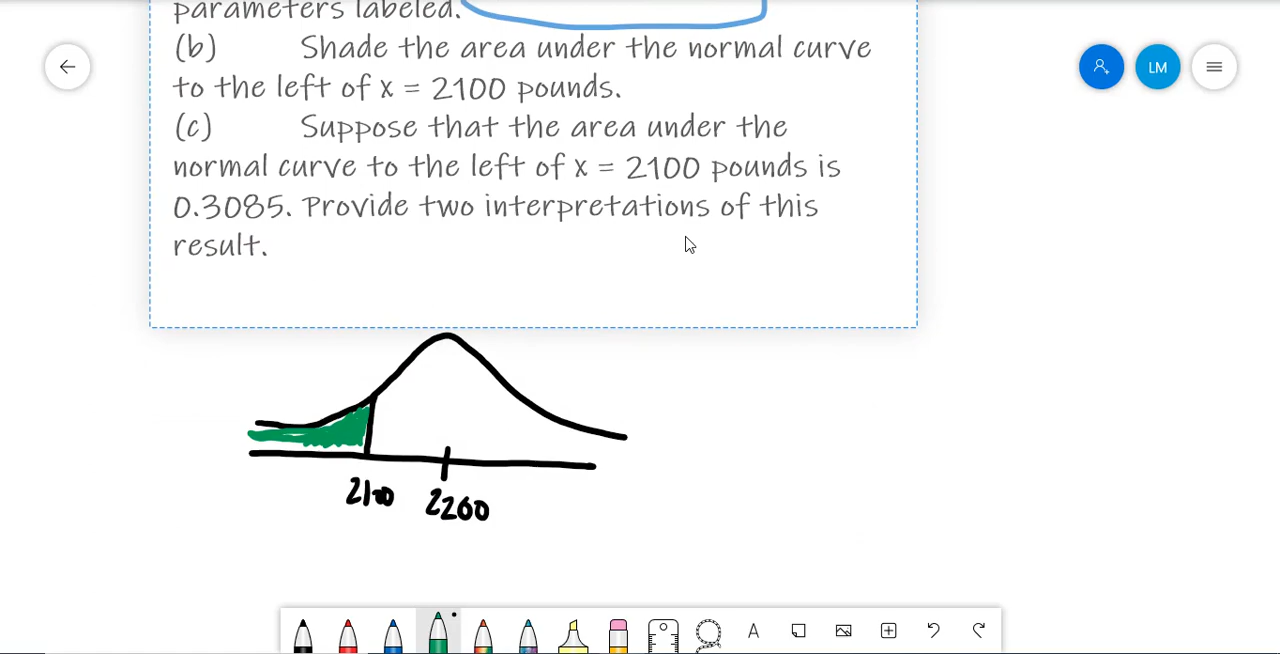 parameters labeled.
(b) Shade the area under the normal curve
to the left of x = 2100 pounds.
(c) Suppose that the area under the
normal curve to the left of x = 2100 pounds is
0.3085. Provide two interpretations of this
result.
LM
2100 2200
A